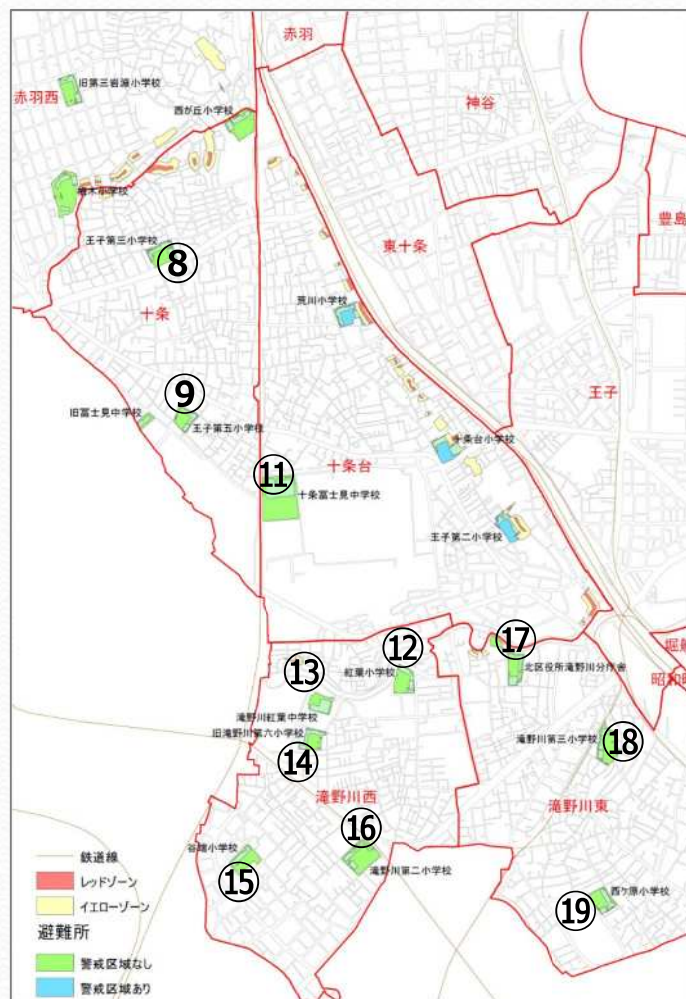 赤羽
旧第三岩淵小学校
赤羽西
神谷
西が丘小学校
豊島
王子第三小学校
東十条
⑧
十条
荒川小学校
⑨
王子
旧富士見中学校
王子第五小学校
十条台小学校
⑪
十条台
十条富士見中学校
王子第二小学校
⑫
⑰
堀船
紅葉小学校
北区役所滝野川分庁舎
⑬
昭和町
滝野川紅葉中学校
旧滝野川第六小学校
滝野川第三小学校
⑱
⑭
滝野川西
滝野川東
⑯
谷端小学校
滝野川第二小学校
⑮
西ケ原小学校
⑲
鉄道線
レッドゾーン
イエローゾーン
避難所
警戒区域なし
警戒区域あり